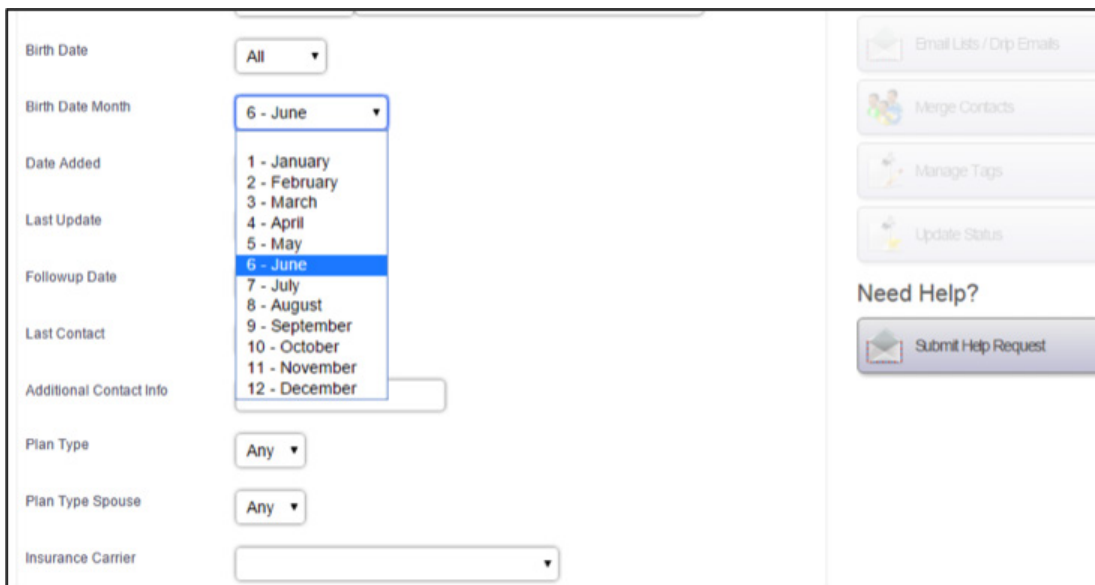 Birth Date
All
Birth Date Month
6 - June
1 - January
2 - February
3 - March
4 - April
5 - May
6 - June
7 - July
8 - August
9 - September
10 - October
11 - November
12 - December
Date Added
Last Update
Followup Date
Last Contact
Additional Contact Info
Plan Type
Any
Plan Type Spouse
Any
Insurance Carrier
Email Lists / Drip Emails
Merge Contacts
Manage Tags
Update Status
Need Help?
Submit Help Request